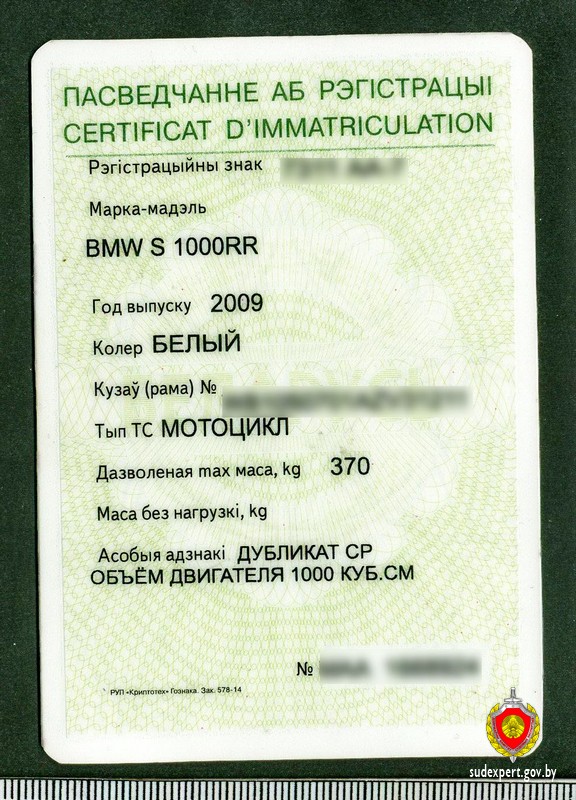 ПАСВЕДЧАННЕ АБ РЭГІСТРАЦЫІ
CERTIFICAT D'IMMATRICULATION
Рэгістрацыйны знак
Марка-мадэль
BMW S 1000RR
Год выпуску 2009
Колер БЕЛЫЙ
Кузаў (рама) №
Тып ТС МОТОЦИКЛ
Дазволеная max маса, kg 370
Маса без нагрузкі, kg
Асобыя адзнакі ДУБЛИКАТ СР
ОБЪЁМ ДВИГАТЕЛЯ 1000 КУБ.СМ
№
РУП «Криптотех» Гознака. Зак. 578-14
sudexpert.gov.by